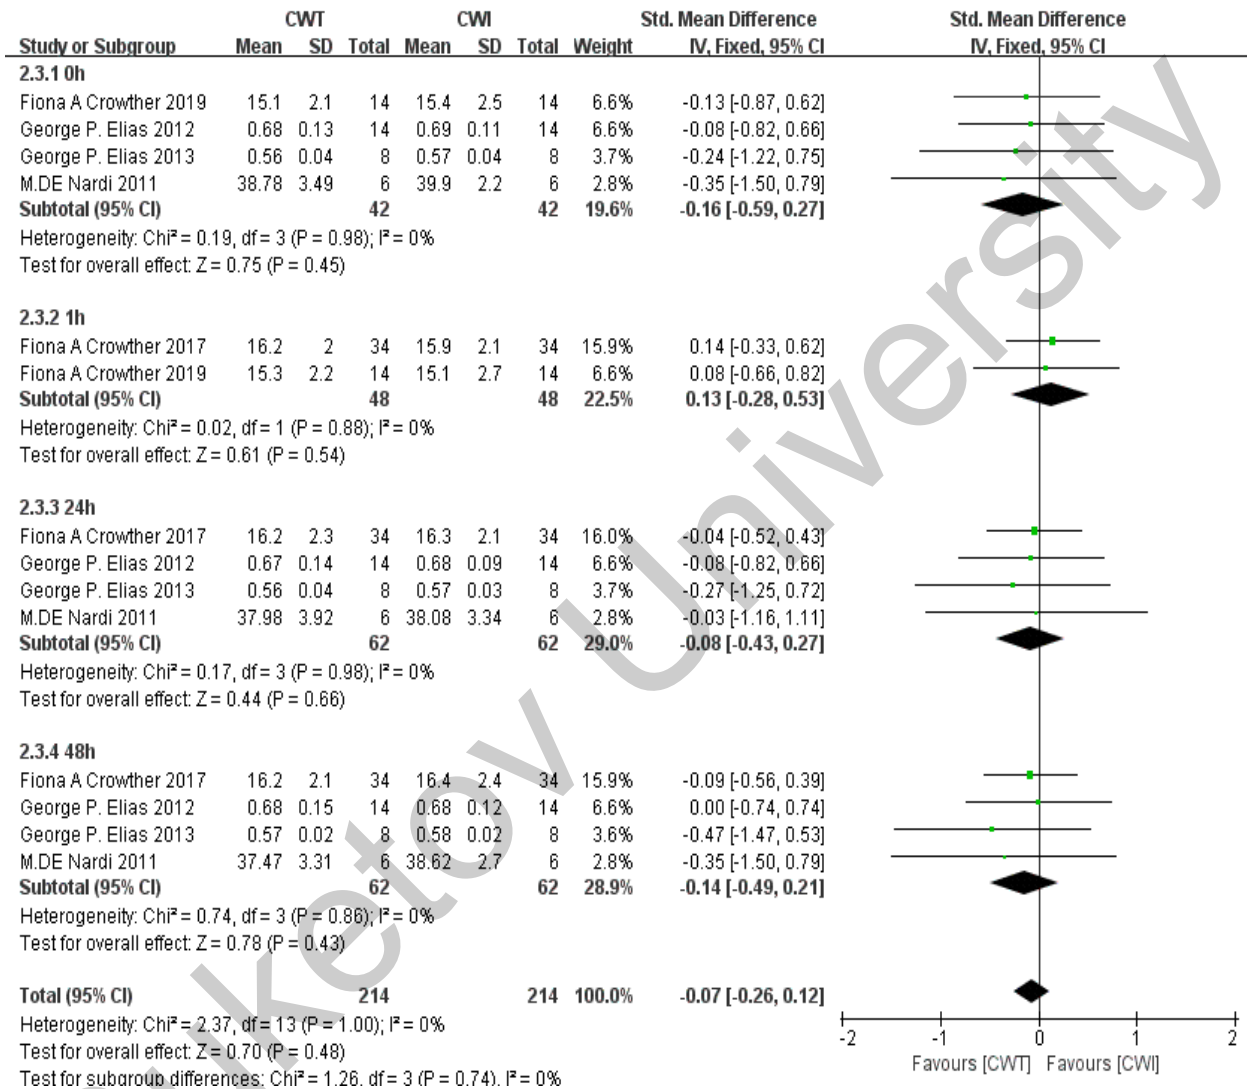 CWT CWI Std. Mean Difference Std. Mean Difference
Study or Subgroup Mean SD Total Mean SD Total Weight IV, Fixed, 95% CI IV, Fixed, 95% CI
2.3.1 0h
Fiona A Crowther 2019 15.1 2.1 14 15.4 2.5 14 6.6% -0.13 [-0.87, 0.62]
George P. Elias 2012 0.68 0.13 14 0.69 0.11 14 6.6% -0.08 [-0.82, 0.66]
George P. Elias 2013 0.56 0.04 8 0.57 0.04 8 3.7% -0.24 [-1.22, 0.75]
M.DE Nardi 2011 38.78 3.49 6 39.9 2.2 6 2.8% -0.35 [-1.50, 0.79]
Subtotal (95% CI) 42 42 19.6% -0.16 [-0.59, 0.27]
Heterogeneity: Chi² = 0.19, df = 3 (P = 0.98); I² = 0%
Test for overall effect: Z = 0.75 (P = 0.45)
2.3.2 1h
Fiona A Crowther 2017 16.2 2 34 15.9 2.1 34 15.9% 0.14 [-0.33, 0.62]
Fiona A Crowther 2019 15.3 2.2 14 15.1 2.7 14 6.6% 0.08 [-0.66, 0.82]
Subtotal (95% CI) 48 48 22.5% 0.13 [-0.28, 0.53]
Heterogeneity: Chi² = 0.02, df = 1 (P = 0.88); I² = 0%
Test for overall effect: Z = 0.61 (P = 0.54)
2.3.3 24h
Fiona A Crowther 2017 16.2 2.3 34 16.3 2.1 34 16.0% -0.04 [-0.52, 0.43]
George P. Elias 2012 0.67 0.14 14 0.68 0.09 14 6.6% -0.08 [-0.82, 0.66]
George P. Elias 2013 0.56 0.04 8 0.57 0.03 8 3.7% -0.27 [-1.25, 0.72]
M.DE Nardi 2011 37.98 3.92 6 38.08 3.34 6 2.8% -0.03 [-1.16, 1.11]
Subtotal (95% CI) 62 62 29.0% -0.08 [-0.43, 0.27]
Heterogeneity: Chi² = 0.17, df = 3 (P = 0.98); I² = 0%
Test for overall effect: Z = 0.44 (P = 0.66)
2.3.4 48h
Fiona A Crowther 2017 16.2 2.1 34 16.4 2.4 34 15.9% -0.09 [-0.56, 0.39]
George P. Elias 2012 0.68 0.15 14 0.68 0.12 14 6.6% 0.00 [-0.74, 0.74]
George P. Elias 2013 0.57 0.02 8 0.58 0.02 8 3.6% -0.47 [-1.47, 0.53]
M.DE Nardi 2011 37.47 3.31 6 38.62 2.7 6 2.8% -0.35 [-1.50, 0.79]
Subtotal (95% CI) 62 62 28.9% -0.14 [-0.49, 0.21]
Heterogeneity: Chi² = 0.74, df = 3 (P = 0.86); I² = 0%
Test for overall effect: Z = 0.78 (P = 0.43)
Total (95% CI) 214 214 100.0% -0.07 [-0.26, 0.12]
Heterogeneity: Chi² = 2.37, df = 13 (P = 1.00); I² = 0%
Test for overall effect: Z = 0.70 (P = 0.48)
Test for subgroup differences: Chi² = 1.26, df = 3 (P = 0.74), I² = 0%
-2 -1 0 1 2
Favours [CWT] Favours [CWI]
University